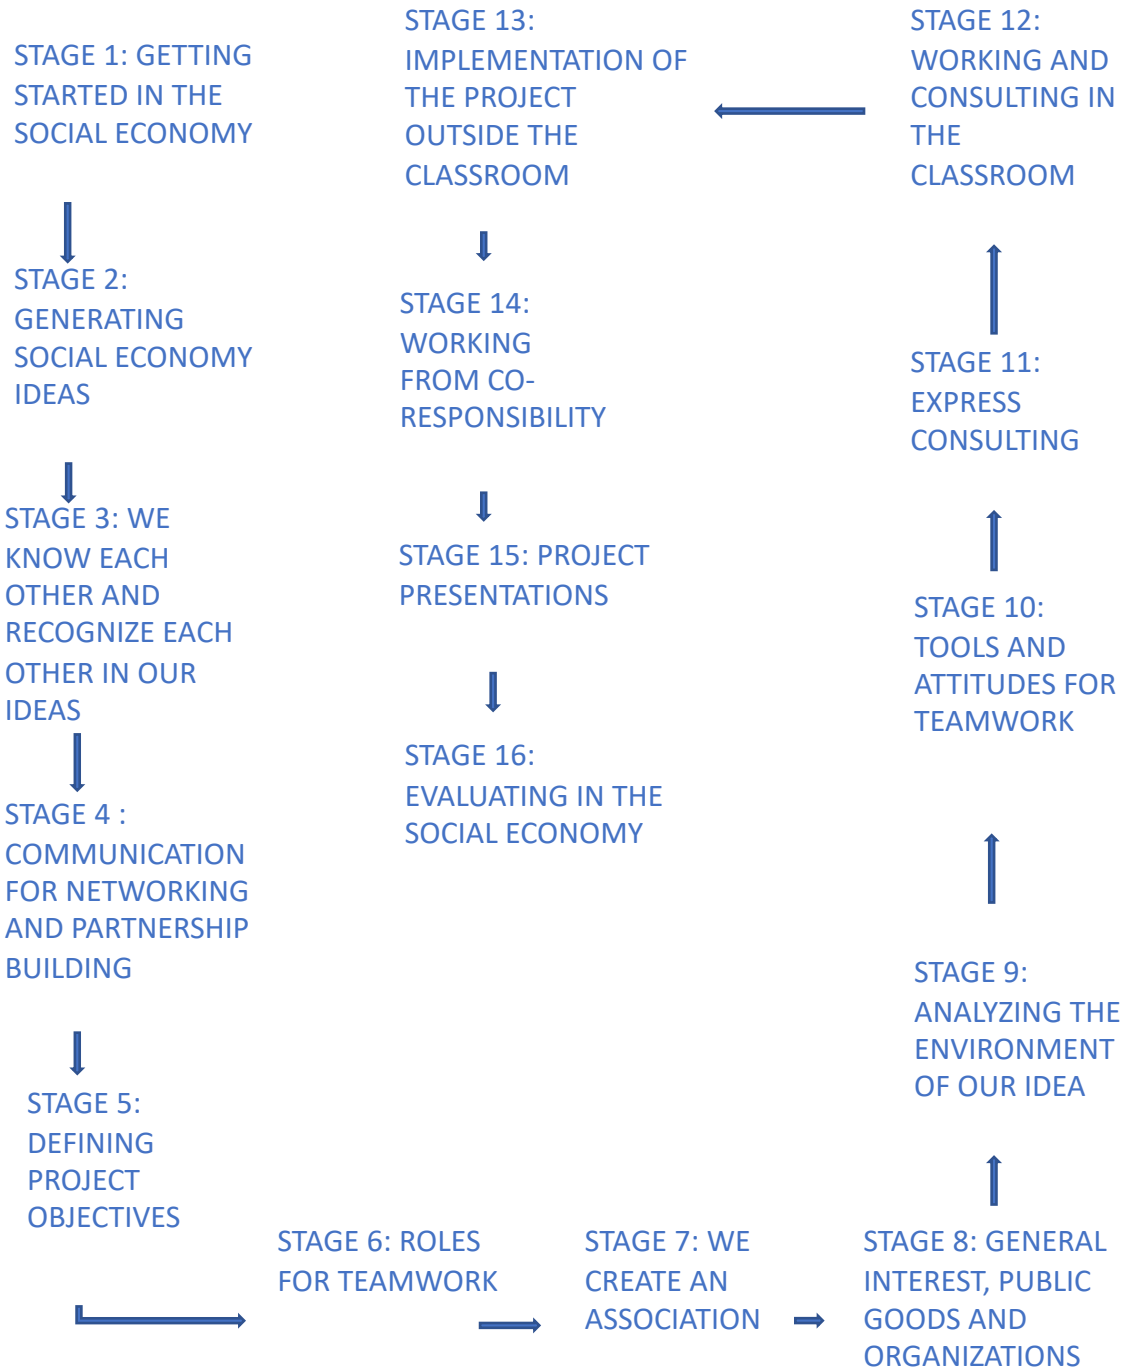 STAGE 1: GETTING
STARTED IN THE
SOCIAL ECONOMY
STAGE 2:
GENERATING
SOCIAL ECONOMY
IDEAS
STAGE 3: WE
KNOW EACH
OTHER AND
RECOGNIZE EACH
OTHER IN OUR
IDEAS
STAGE 4 :
COMMUNICATION
FOR NETWORKING
AND PARTNERSHIP
BUILDING
STAGE 5:
DEFINING
PROJECT
OBJECTIVES
STAGE 6: ROLES
FOR TEAMWORK
STAGE 7: WE
CREATE AN
ASSOCIATION
STAGE 8: GENERAL
INTEREST, PUBLIC
GOODS AND
ORGANIZATIONS
STAGE 9:
ANALYZING THE
ENVIRONMENT
OF OUR IDEA
STAGE 10:
TOOLS AND
ATTITUDES FOR
TEAMWORK
STAGE 11:
EXPRESS
CONSULTING
STAGE 12:
WORKING AND
CONSULTING IN
THE
CLASSROOM
STAGE 13:
IMPLEMENTATION OF
THE PROJECT
OUTSIDE THE
CLASSROOM
STAGE 14:
WORKING
FROM CO-
RESPONSIBILITY
STAGE 15: PROJECT
PRESENTATIONS
STAGE 16:
EVALUATING IN THE
SOCIAL ECONOMY